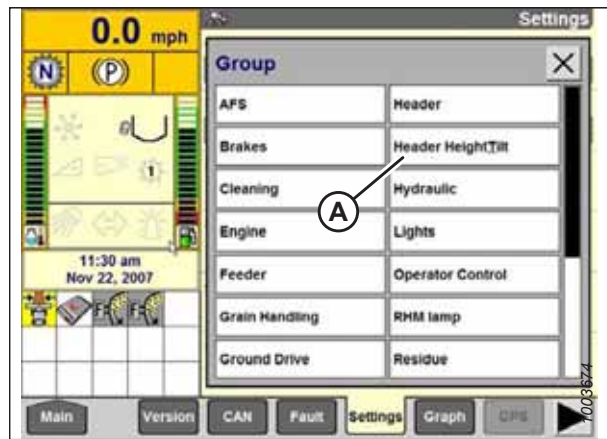 0.0 mph
Settings
N
P
1
11:30 am
Nov 22, 2007
F
F
Group
X
AFS
Header
Brakes
Header Height/Tilt
A
Cleaning
Hydraulic
Engine
Lights
Feeder
Operator Control
Grain Handling
RHM lamp
Ground Drive
Residue
Main
Version
CAN
Fault
Settings
Graph
GPS
1003674